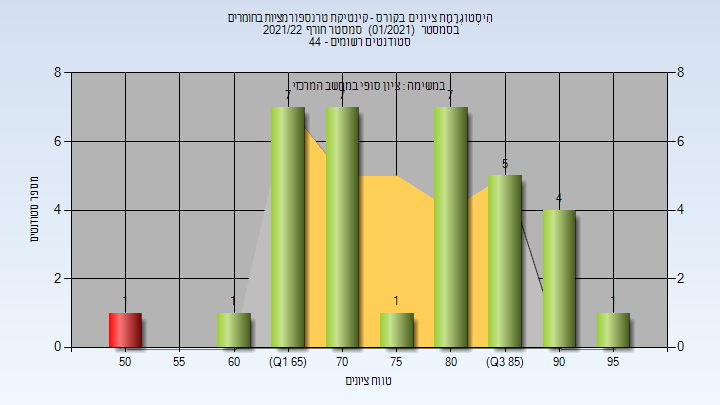 היסטוגרמת ציונים בקורס - קינטיקת טרנספורמציות בחומרים
בסמסטר (01/2021) סמסטר חורף 2021/22
סטודנטים רשומים - 44
במשימה : ציון סופי במחשב המרכזי
8 8
7 7 7
6 6
5
4 4 4
2 2
1 1 1 1
0 0
50 55 60 (Q1 65) 70 75 80 (Q3 85) 90 95
מספר סטודנטים
טווח ציונים